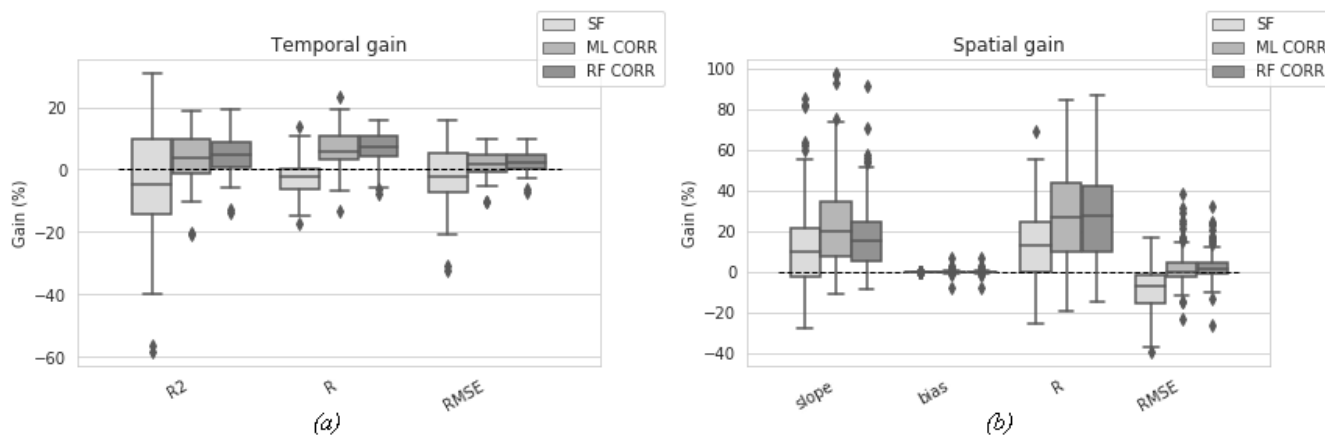 SF
ML CORR
RF CORR
Temporal gain
Gain (%)
20
0
−20
−40
−60
R2
R
RMSE
(a)
SF
ML CORR
RF CORR
Spatial gain
Gain (%)
100
80
60
40
20
0
−20
−40
slope
bias
R
RMSE
(b)